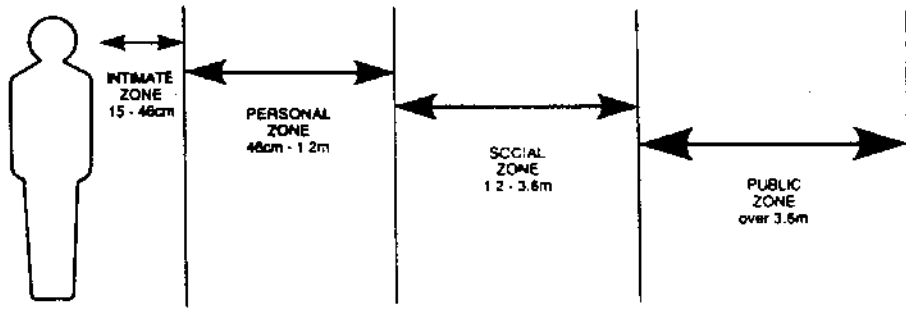 INTIMATE
ZONE
15 - 46cm
PERSONAL
ZONE
46cm - 1 2m
SOCIAL
ZONE
1 2 - 3.6m
PUBLIC
ZONE
over 3.6m